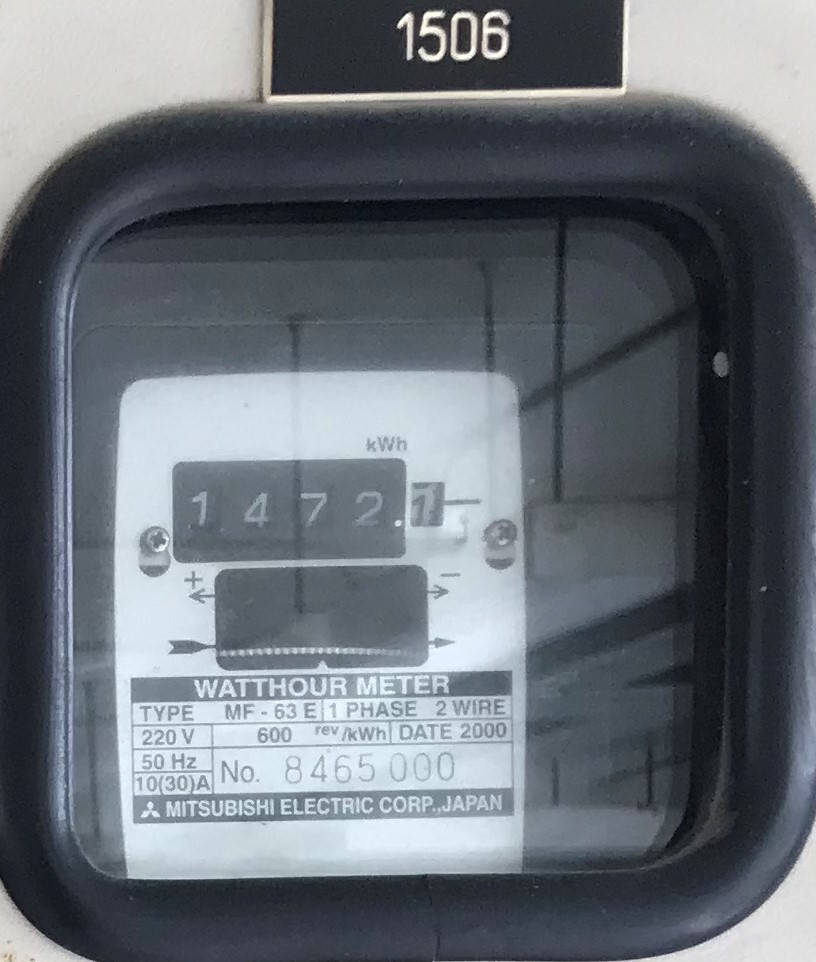 1506
kWh
1 4 7 2 . 1
+ −
WATTHOUR METER
TYPE MF - 63 E 1 PHASE 2 WIRE
220 V 600 rev/kWh DATE 2000
50 Hz
10(30)A No. 8465 000
MITSUBISHI ELECTRIC CORP., JAPAN